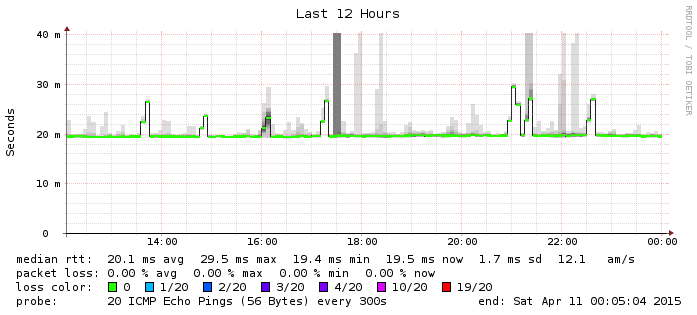 Last 12 Hours
RRDTOOL / TOBI OETIKER
Seconds
40 m
30 m
20 m
10 m
0
14:00 16:00 18:00 20:00 22:00 00:00
median rtt: 20.1 ms avg 29.5 ms max 19.4 ms min 19.5 ms now 1.7 ms sd 12.1 am/s
packet loss: 0.00 % avg 0.00 % max 0.00 % min 0.00 % now
loss color: 0 1/20 2/20 3/20 4/20 10/20 19/20
probe: 20 ICMP Echo Pings (56 Bytes) every 300s end: Sat Apr 11 00:05:04 2015